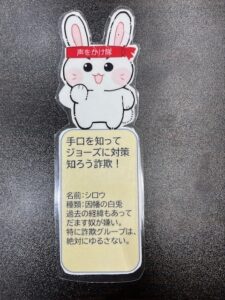 声をかけ隊
手口を知って
ジョーズに対策
知ろう詐欺！
名前：シロウ
種類：因幡の白兎
過去の経緯もあって
だます奴が嫌い。
特に詐欺グループは、
絶対にゆるさない。